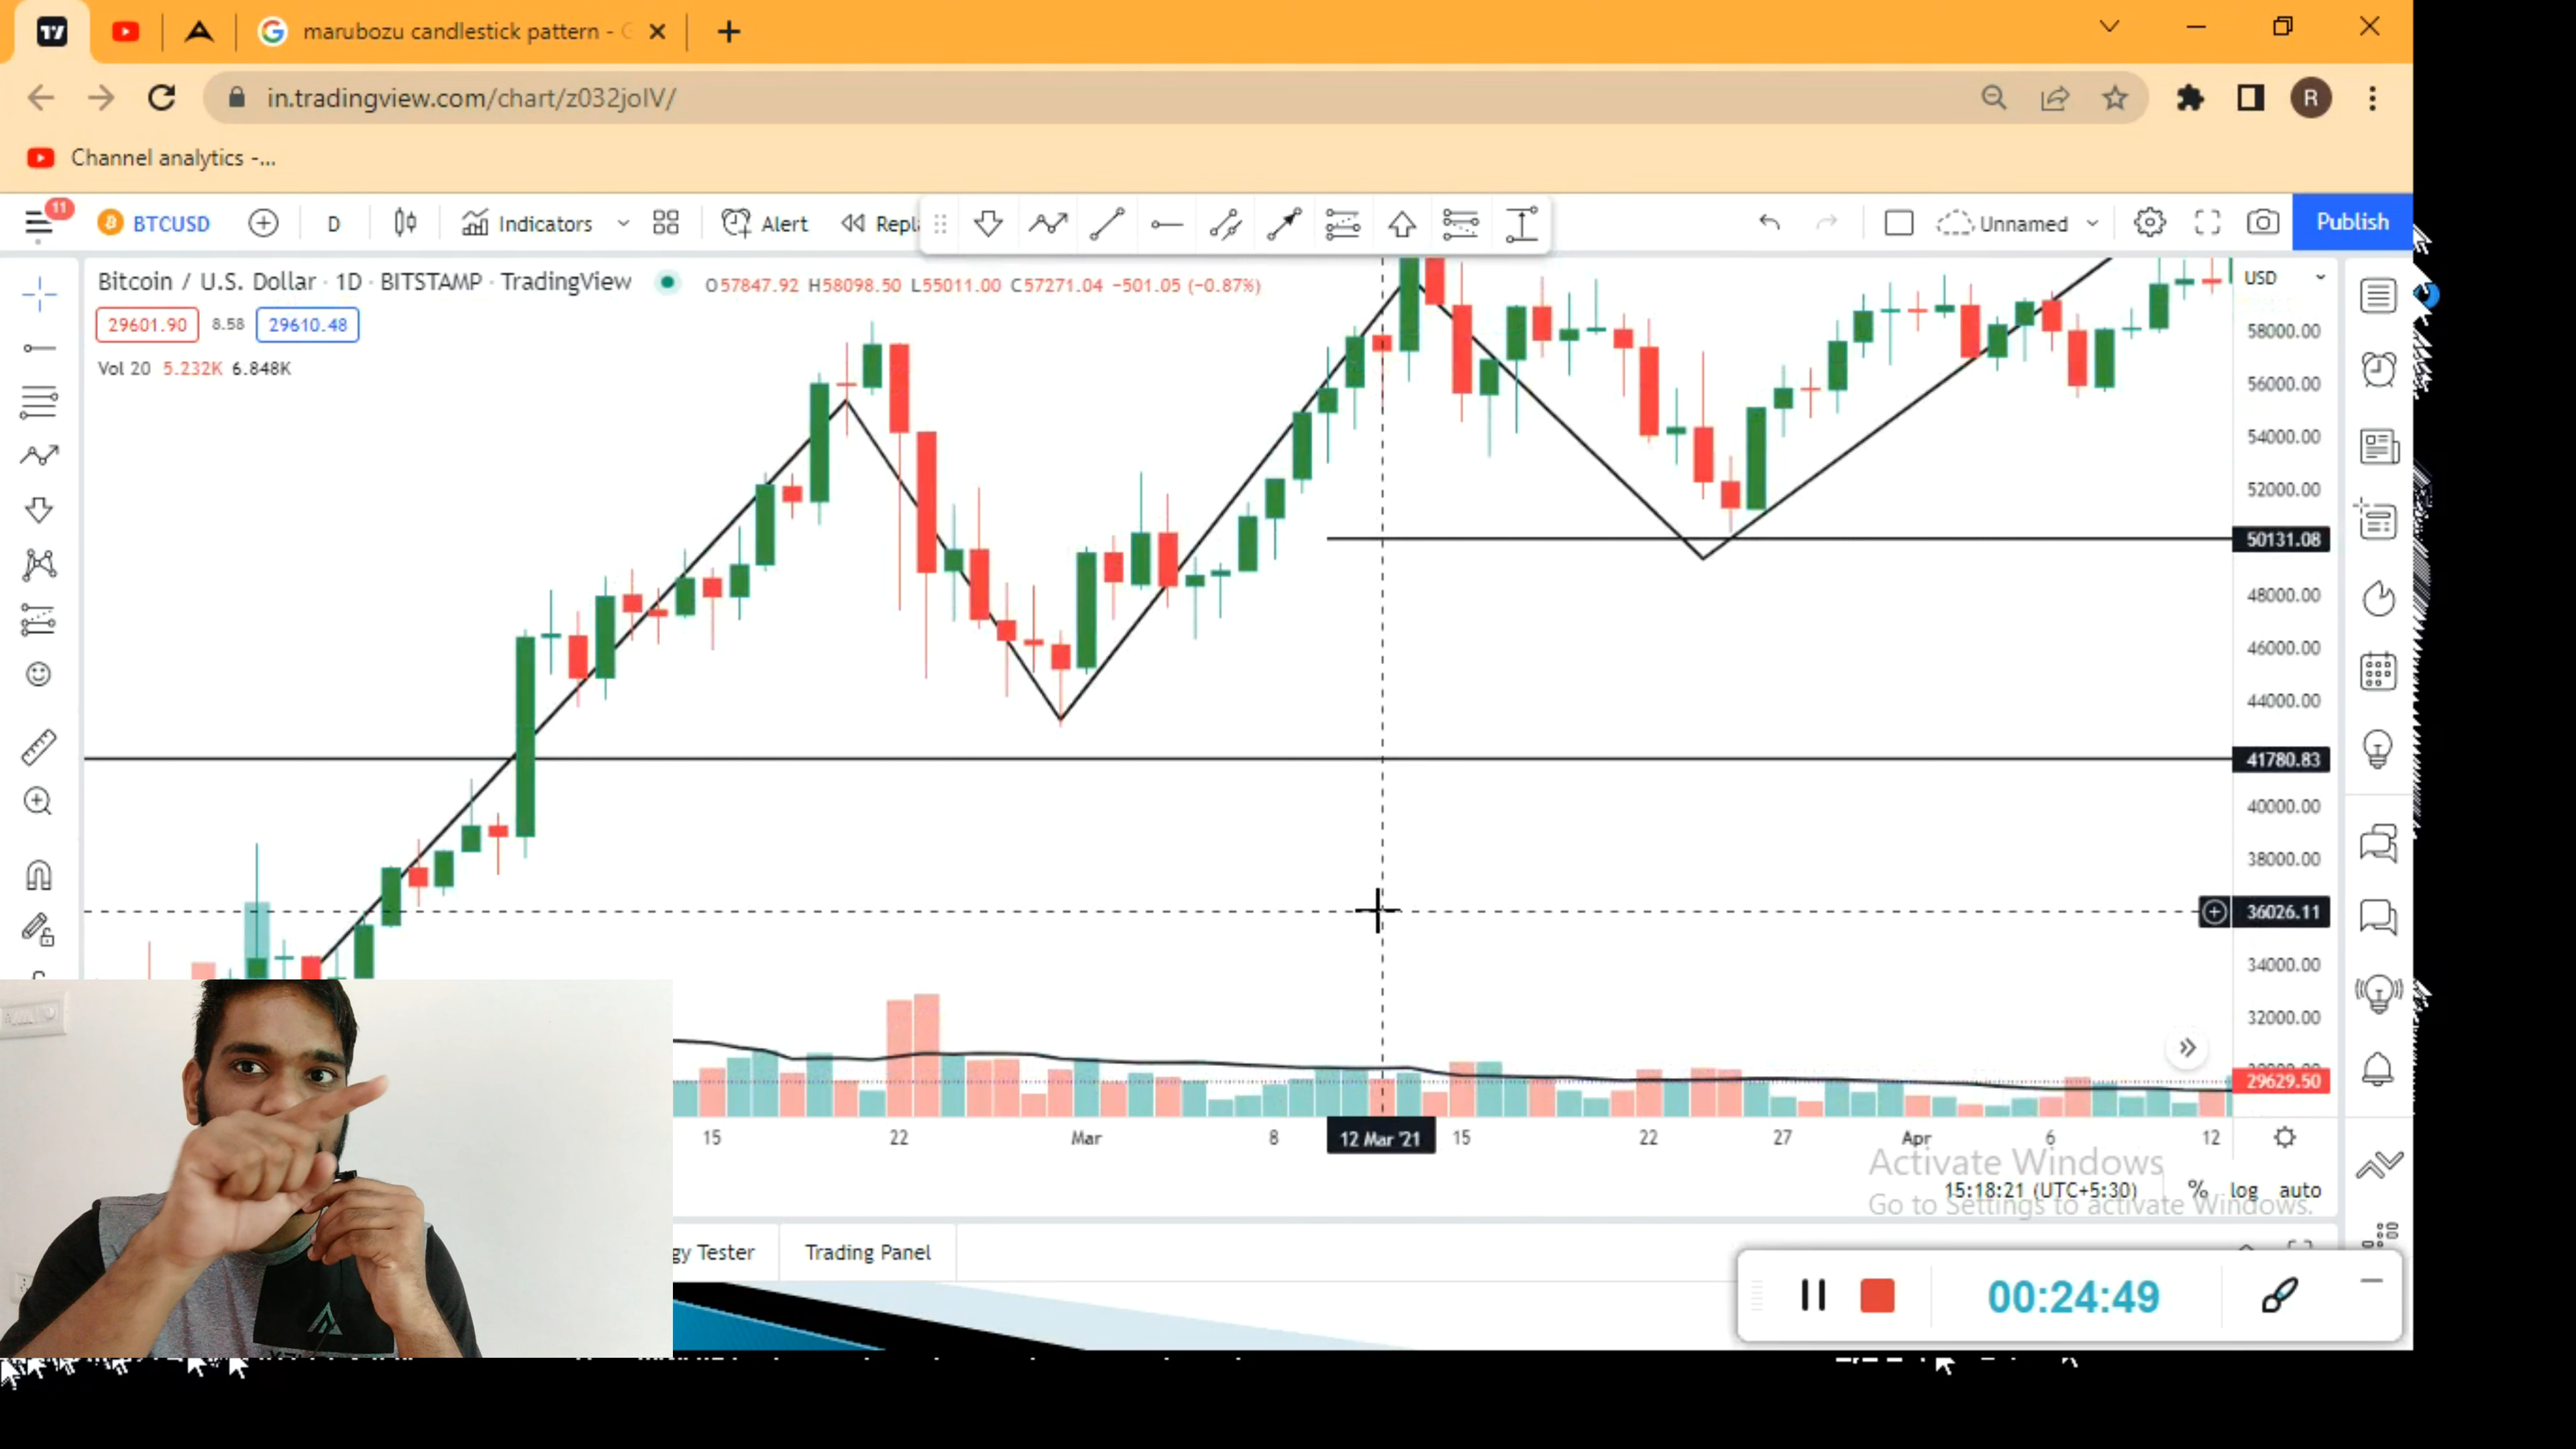 marubozu candlestick pattern -
in.tradingview.com/chart/z032joIV/
R
Channel analytics -...
11
BTCUSD
D
Indicators
Alert
Repl
Unnamed
Publish
Bitcoin / U.S. Dollar · 1D · BITSTAMP · TradingView
O57847.92 H58098.50 L55011.00 C57271.04 -501.05 (-0.87%)
USD
29601.90 8.58 29610.48
Vol 20 5.232K 6.848K
58000.00
56000.00
54000.00
52000.00
50131.08
48000.00
46000.00
44000.00
41780.83
40000.00
38000.00
36026.11
34000.00
32000.00
29629.50
15 22 Mar 8 12 Mar '21 15 22 27 Apr 6 12
Activate Windows
15:18:21 (UTC+5:30) % log auto
Go to Settings to activate Windows.
gy Tester
Trading Panel
00:24:49